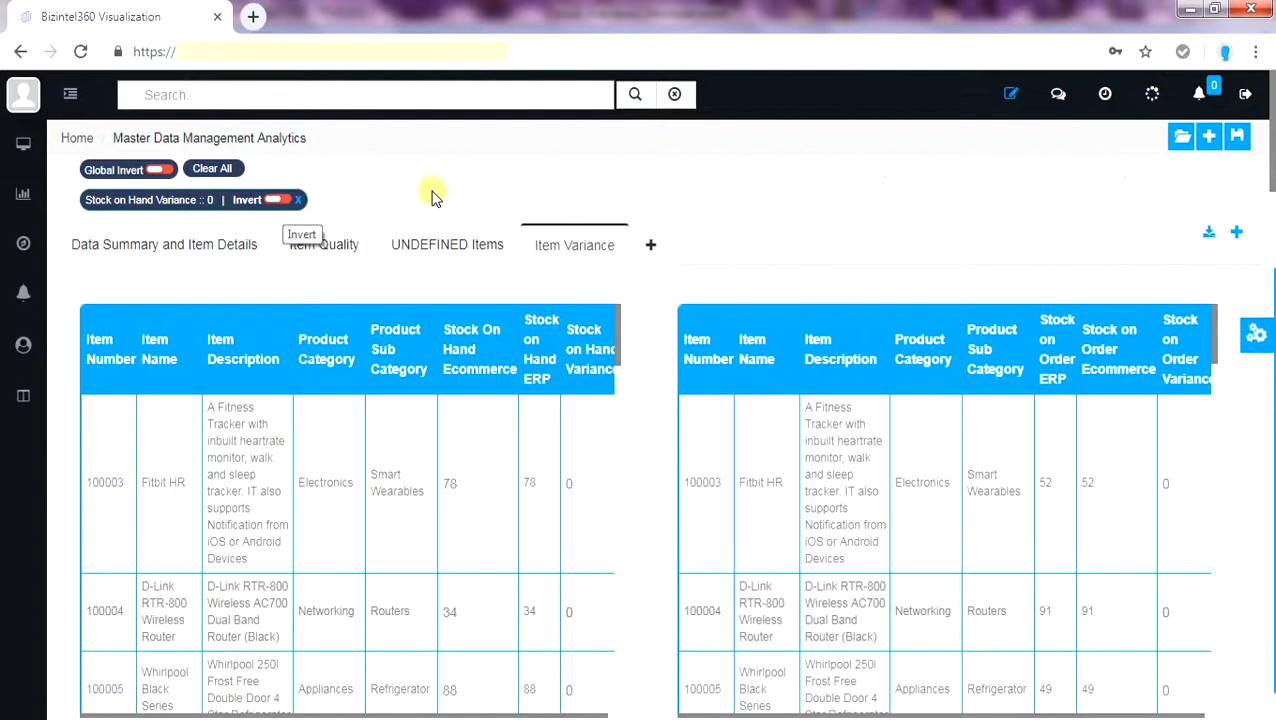 Bizintel360 Visualization
https://
Search...
0
Home / Master Data Management Analytics
Global Invert
Clear All
Stock on Hand Variance :: 0 | Invert X
Invert
Data Summary and Item Details
Item Quality
UNDEFINED Items
Item Variance
Item Number
Item Name
Item Description
Product Category
Product Sub Category
Stock On Hand Ecommerce
Stock on Hand ERP
Stock on Hand Variance
100003
Fitbit HR
A Fitness
Tracker with
inbuilt heartrate
monitor, walk
and sleep
tracker. IT also
supports
Notification from
iOS or Android
Devices
Electronics
Smart
Wearables
78
78
0
100004
D-Link
RTR-800
Wireless
Router
D-Link RTR-800
Wireless AC700
Dual Band
Router (Black)
Networking
Routers
34
34
0
100005
Whirlpool
Black
Series
Whirlpool 250l
Frost Free
Double Door 4
Star Refrigerator
Appliances
Refrigerator
88
88
0
Item Number
Item Name
Item Description
Product Category
Product Sub Category
Stock on Order ERP
Stock on Order Ecommerce
Stock on Order Variance
100003
Fitbit HR
A Fitness
Tracker with
inbuilt heartrate
monitor, walk
and sleep
tracker. IT also
supports
Notification from
iOS or Android
Devices
Electronics
Smart
Wearables
52
52
0
100004
D-Link
RTR-800
Wireless
Router
D-Link RTR-800
Wireless AC700
Dual Band
Router (Black)
Networking
Routers
91
91
0
100005
Whirlpool
Black
Series
Whirlpool 250l
Frost Free
Double Door 4
Star Refrigerator
Appliances
Refrigerator
49
49
0